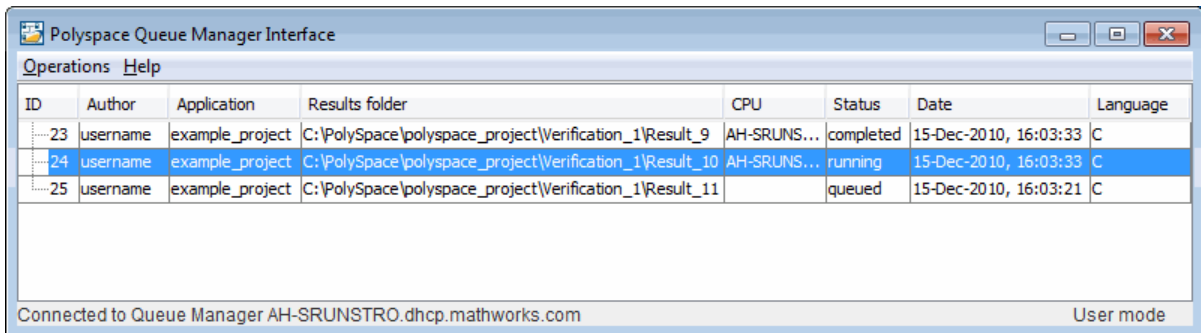 Polyspace Queue Manager Interface
Operations Help
ID Author Application Results folder CPU Status Date Language
23 username example_project C:\PolySpace\polyspace_project\Verification_1\Result_9 AH-SRUNS... completed 15-Dec-2010, 16:03:33 C
24 username example_project C:\PolySpace\polyspace_project\Verification_1\Result_10 AH-SRUNS... running 15-Dec-2010, 16:03:33 C
25 username example_project C:\PolySpace\polyspace_project\Verification_1\Result_11 queued 15-Dec-2010, 16:03:21 C
Connected to Queue Manager AH-SRUNSTRO.dhcp.mathworks.com User mode